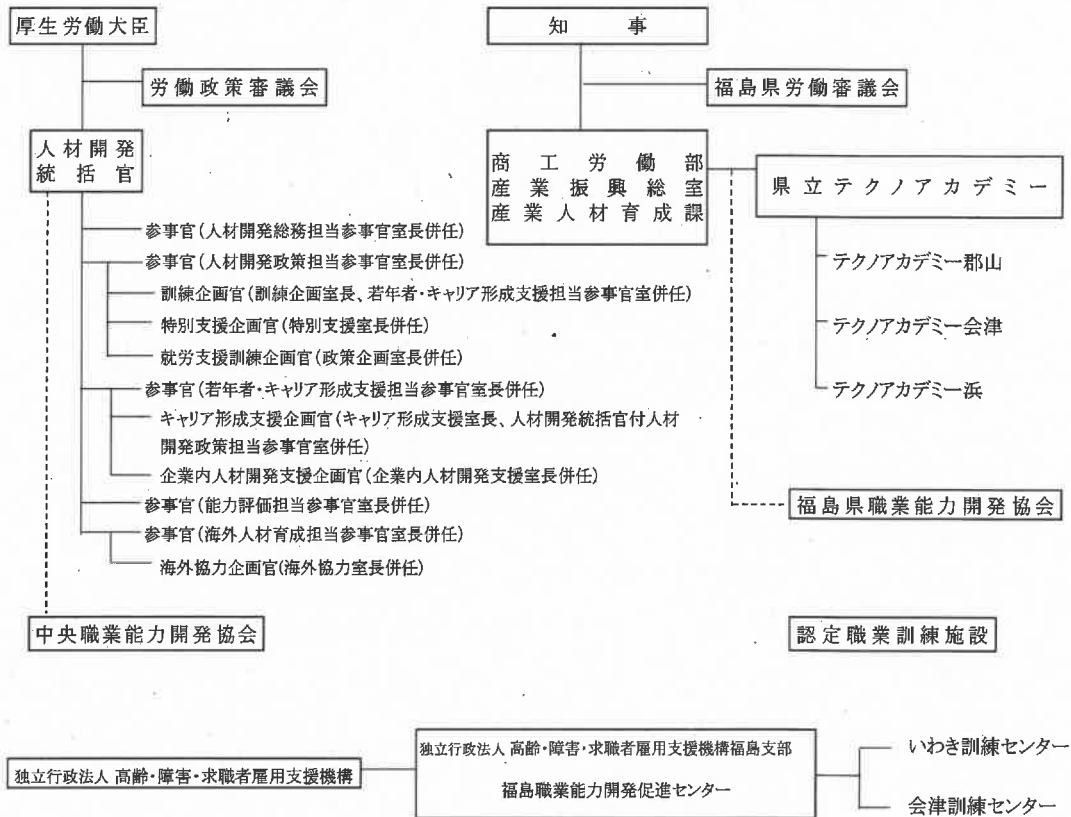 厚生労働大臣
労働政策審議会
人材開発
統括官
参事官(人材開発総務担当参事官室長併任)
参事官(人材開発政策担当参事官室長併任)
訓練企画官(訓練企画室長、若年者・キャリア形成支援担当参事官室併任)
特別支援企画官(特別支援室長併任)
就労支援訓練企画官(政策企画室長併任)
参事官(若年者・キャリア形成支援担当参事官室長併任)
キャリア形成支援企画官(キャリア形成支援室長、人材開発統括官付人材
開発政策担当参事官室併任)
企業内人材開発支援企画官(企業内人材開発支援室長併任)
参事官(能力評価担当参事官室長併任)
参事官(海外人材育成担当参事官室長併任)
海外協力企画官(海外協力室長併任)
中央職業能力開発協会
知事
福島県労働審議会
商工労働部
産業振興総室
産業人材育成課
県立テクノアカデミー
テクノアカデミー郡山
テクノアカデミー会津
テクノアカデミー浜
福島県職業能力開発協会
認定職業訓練施設
独立行政法人 高齢・障害・求職者雇用支援機構
独立行政法人 高齢・障害・求職者雇用支援機構福島支部
福島職業能力開発促進センター
いわき訓練センター
会津訓練センター